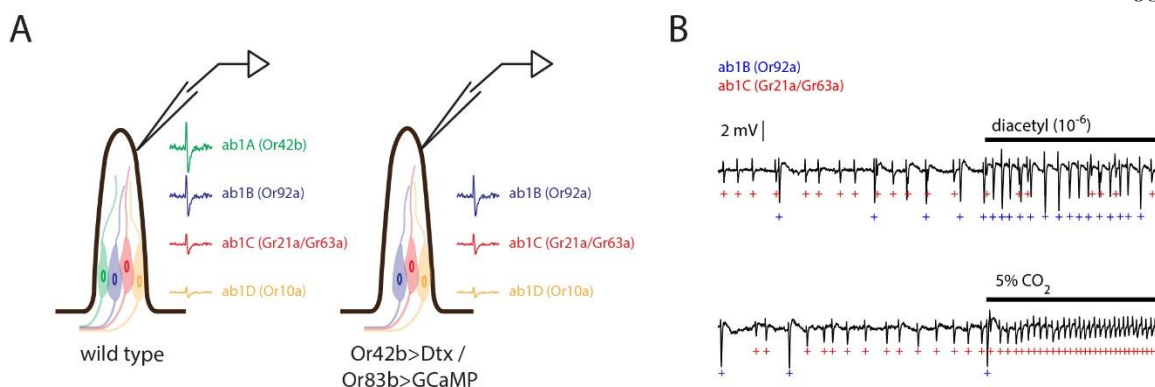 A
ab1A (Or42b)
ab1B (Or92a)
ab1C (Gr21a/Gr63a)
ab1D (Or10a)
wild type
ab1B (Or92a)
ab1C (Gr21a/Gr63a)
ab1D (Or10a)
Or42b>Dtx /
Or83b>GCaMP
B
ab1B (Or92a)
ab1C (Gr21a/Gr63a)
2 mV
diacetyl (10⁻⁶)
5% CO₂